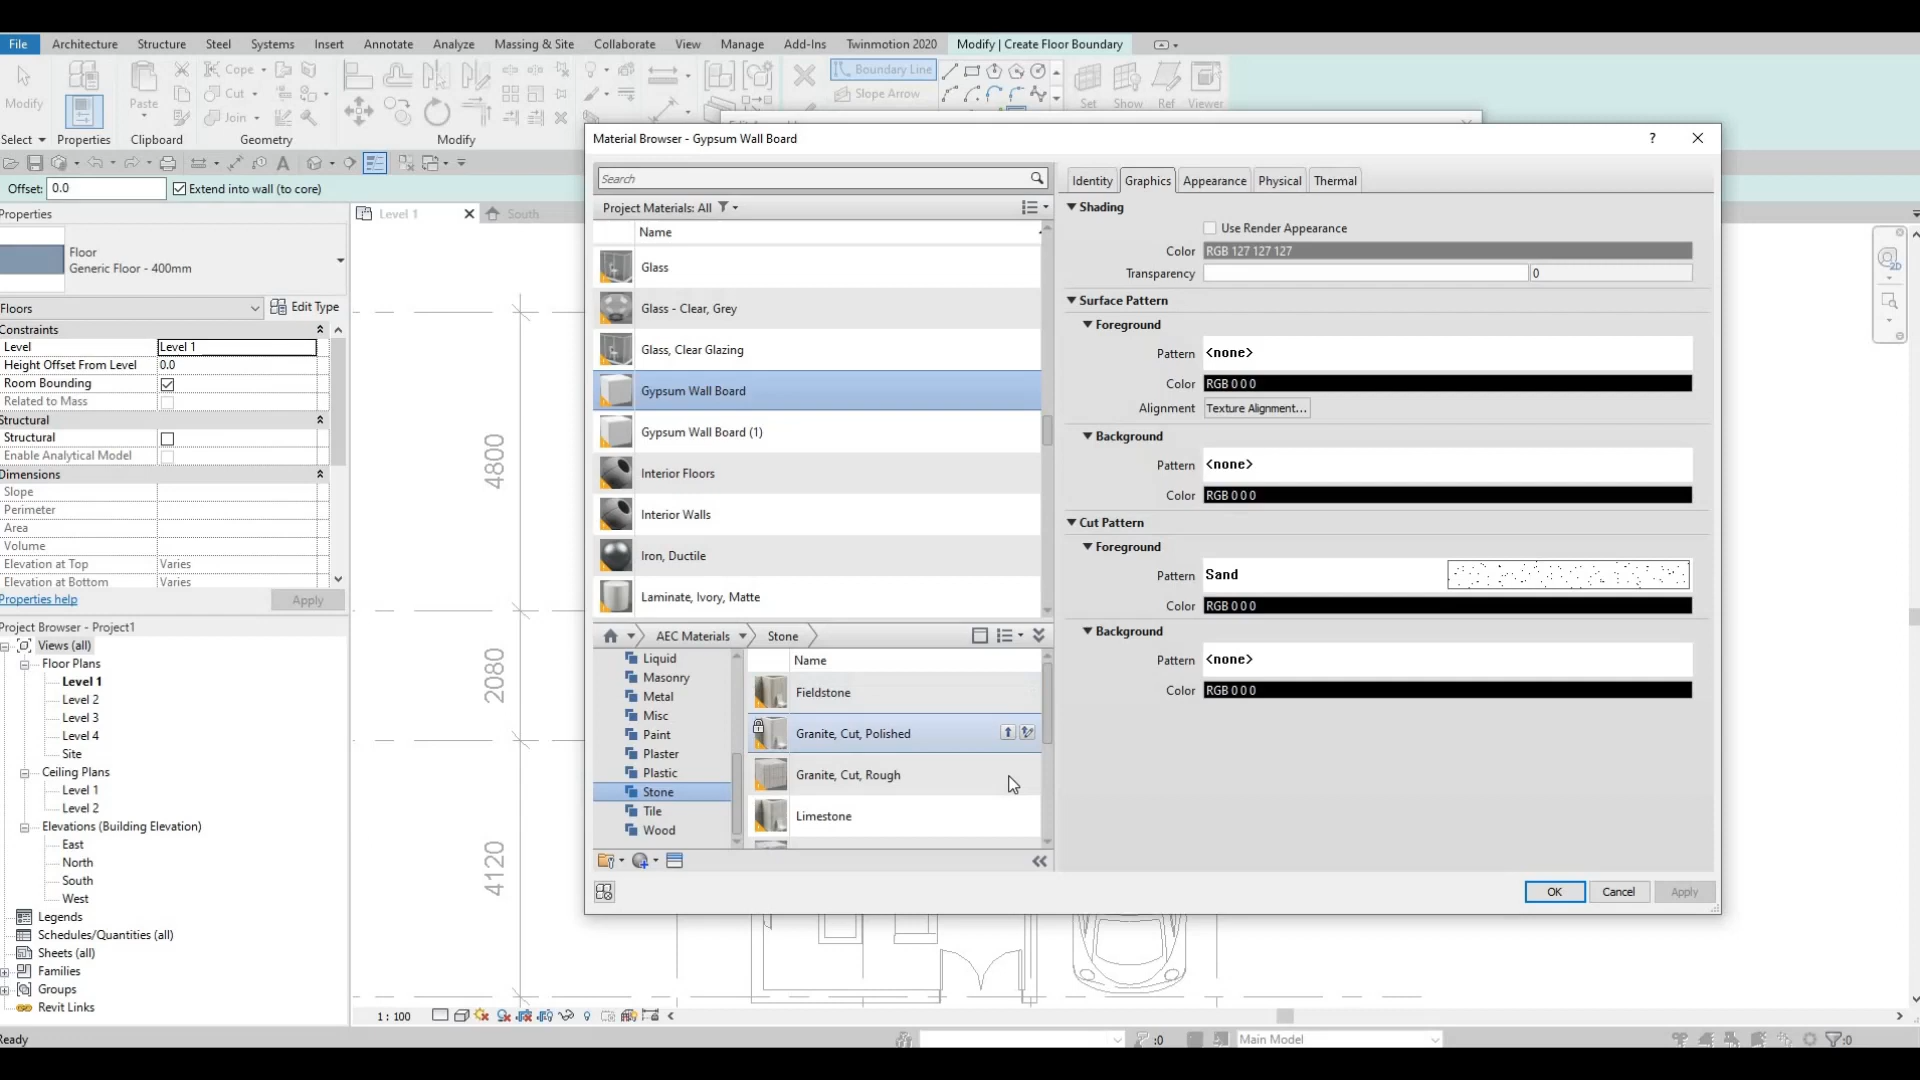 File Architecture Structure Steel Systems Insert Annotate Analyze Massing & Site Collaborate View Manage Add-Ins Twinmotion 2020 Modify | Create Floor Boundary
Modify
Paste
Cope
Cut
Join
Boundary Line
Slope Arrow
Set Show Ref Viewer
Select Properties Clipboard Geometry Modify
Offset: 0.0 Extend into wall (to core)
Properties
Floor
Generic Floor - 400mm
Floors Edit Type
Constraints
Level Level 1
Height Offset From Level 0.0
Room Bounding
Related to Mass
Structural
Structural
Enable Analytical Model
Dimensions
Slope
Perimeter
Area
Volume
Elevation at Top Varies
Elevation at Bottom Varies
Properties help Apply
Project Browser - Project1
Views (all)
Floor Plans
Level 1
Level 2
Level 3
Level 4
Site
Ceiling Plans
Level 1
Level 2
Elevations (Building Elevation)
East
North
South
West
Legends
Schedules/Quantities (all)
Sheets (all)
Families
Groups
Revit Links
Ready
Level 1 South
4800
2080
4120
1 : 100
Material Browser - Gypsum Wall Board ?
Search
Project Materials: All
Name
Glass
Glass - Clear, Grey
Glass, Clear Glazing
Gypsum Wall Board
Gypsum Wall Board (1)
Interior Floors
Interior Walls
Iron, Ductile
Laminate, Ivory, Matte
AEC Materials Stone
Liquid
Masonry
Metal
Misc
Paint
Plaster
Plastic
Stone
Tile
Wood
Name
Fieldstone
Granite, Cut, Polished
Granite, Cut, Rough
Limestone
Identity Graphics Appearance Physical Thermal
Shading
Use Render Appearance
Color RGB 127 127 127
Transparency 0
Surface Pattern
Foreground
Pattern <none>
Color RGB 0 0 0
Alignment Texture Alignment...
Background
Pattern <none>
Color RGB 0 0 0
Cut Pattern
Foreground
Pattern Sand
Color RGB 0 0 0
Background
Pattern <none>
Color RGB 0 0 0
OK Cancel Apply
2D
:0 Main Model :0